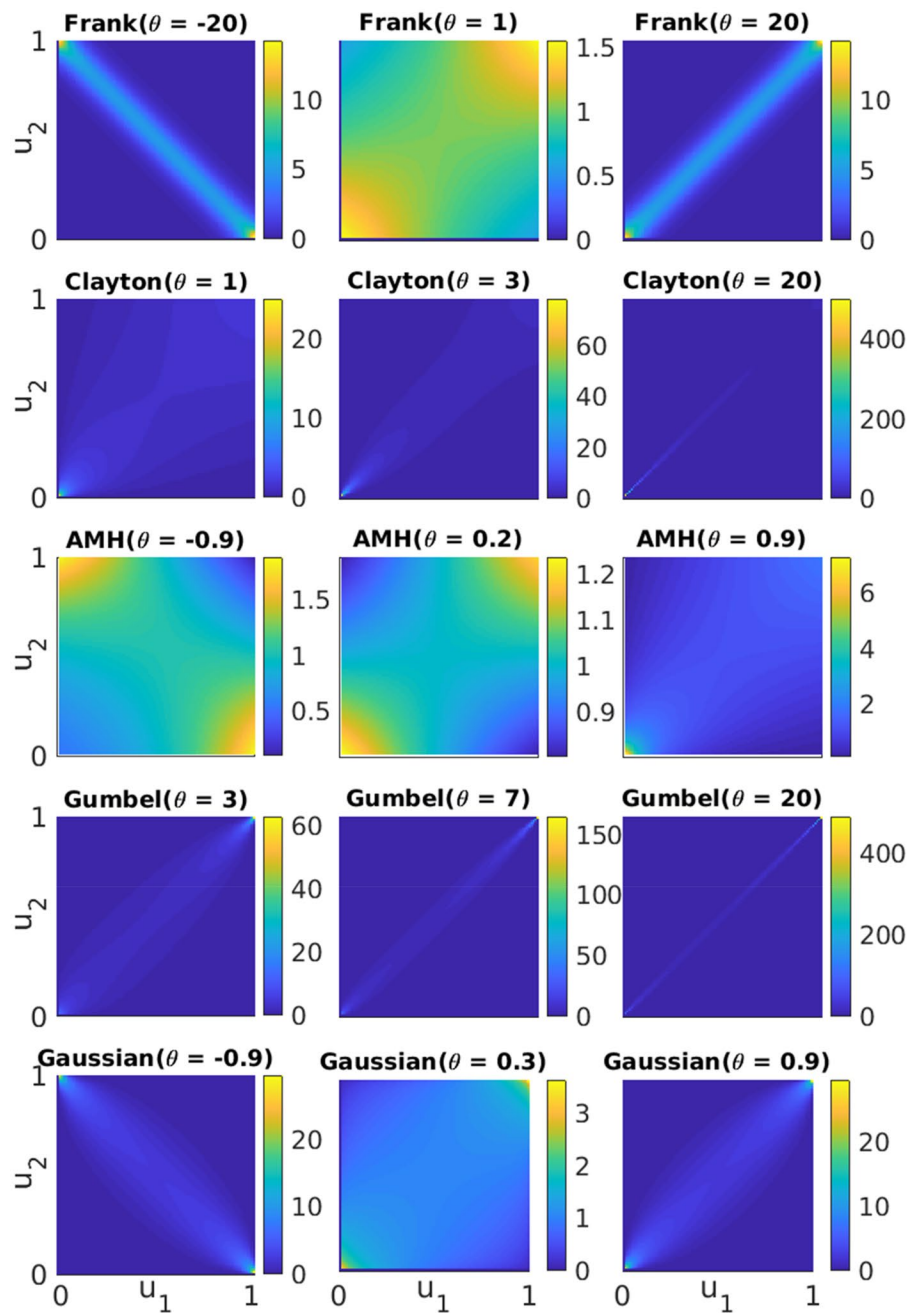 Frank(θ = -20) Frank(θ = 1) Frank(θ = 20)
1 10 1.5 10
u2 5 1 5
0 0 0.5 0
0
Clayton(θ = 1) Clayton(θ = 3) Clayton(θ = 20)
1 20 60 400
u2 10 40 200
0 0 20 0
0
AMH(θ = -0.9) AMH(θ = 0.2) AMH(θ = 0.9)
1 1.5 1.2 6
u2 1 1.1 4
0 0.5 1 2
0.9
Gumbel(θ = 3) Gumbel(θ = 7) Gumbel(θ = 20)
1 60 150 400
u2 40 100 200
0 20 50 0
0 0
Gaussian(θ = -0.9) Gaussian(θ = 0.3) Gaussian(θ = 0.9)
1 20 3 20
u2 10 2 10
0 0 1 0
0
0 u1 1 u1 0 u1 1